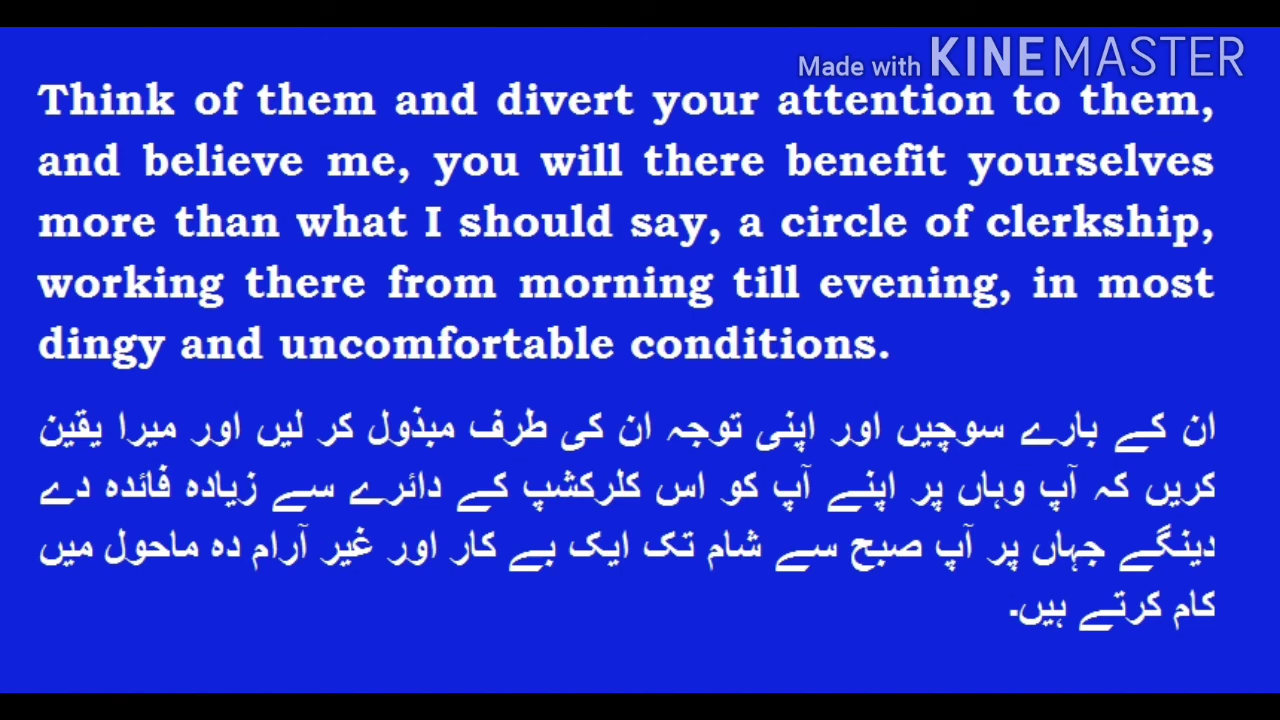 Made with KINEMASTER
Think of them and divert your attention to them,
and believe me, you will there benefit yourselves
more than what I should say, a circle of clerkship,
working there from morning till evening, in most
dingy and uncomfortable conditions.
ان کے بارے سوچیں اور اپنی توجہ ان کی طرف مبذول کر لیں اور میرا یقین
کریں کہ آپ وہاں پر اپنے آپ کو اس کلرکشپ کے دائرے سے زیادہ فائدہ دے
دینگے جہاں پر آپ صبح سے شام تک ایک بے کار اور غیر آرام دہ ماحول میں
کام کرتے ہیں۔